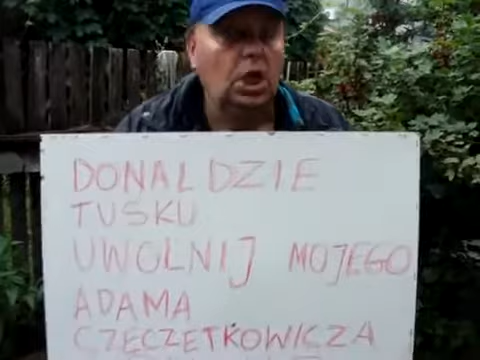 DONALDZIE
TUSKU
UWOLNIJ MOJEGO
ADAMA
CZECZETKOWICZA